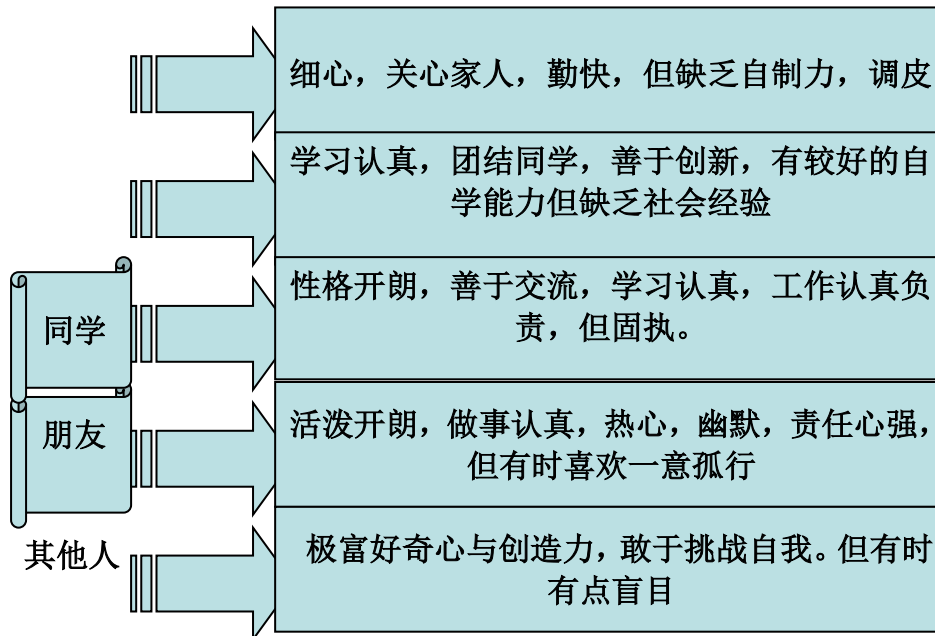 细心，关心家人，勤快，但缺乏自制力，调皮
学习认真，团结同学，善于创新，有较好的自
学能力但缺乏社会经验
同学
性格开朗，善于交流，学习认真，工作认真负
责，但固执。
朋友
活泼开朗，做事认真，热心，幽默，责任心强，
但有时喜欢一意孤行
其他人
极富好奇心与创造力，敢于挑战自我。但有时
有点盲目